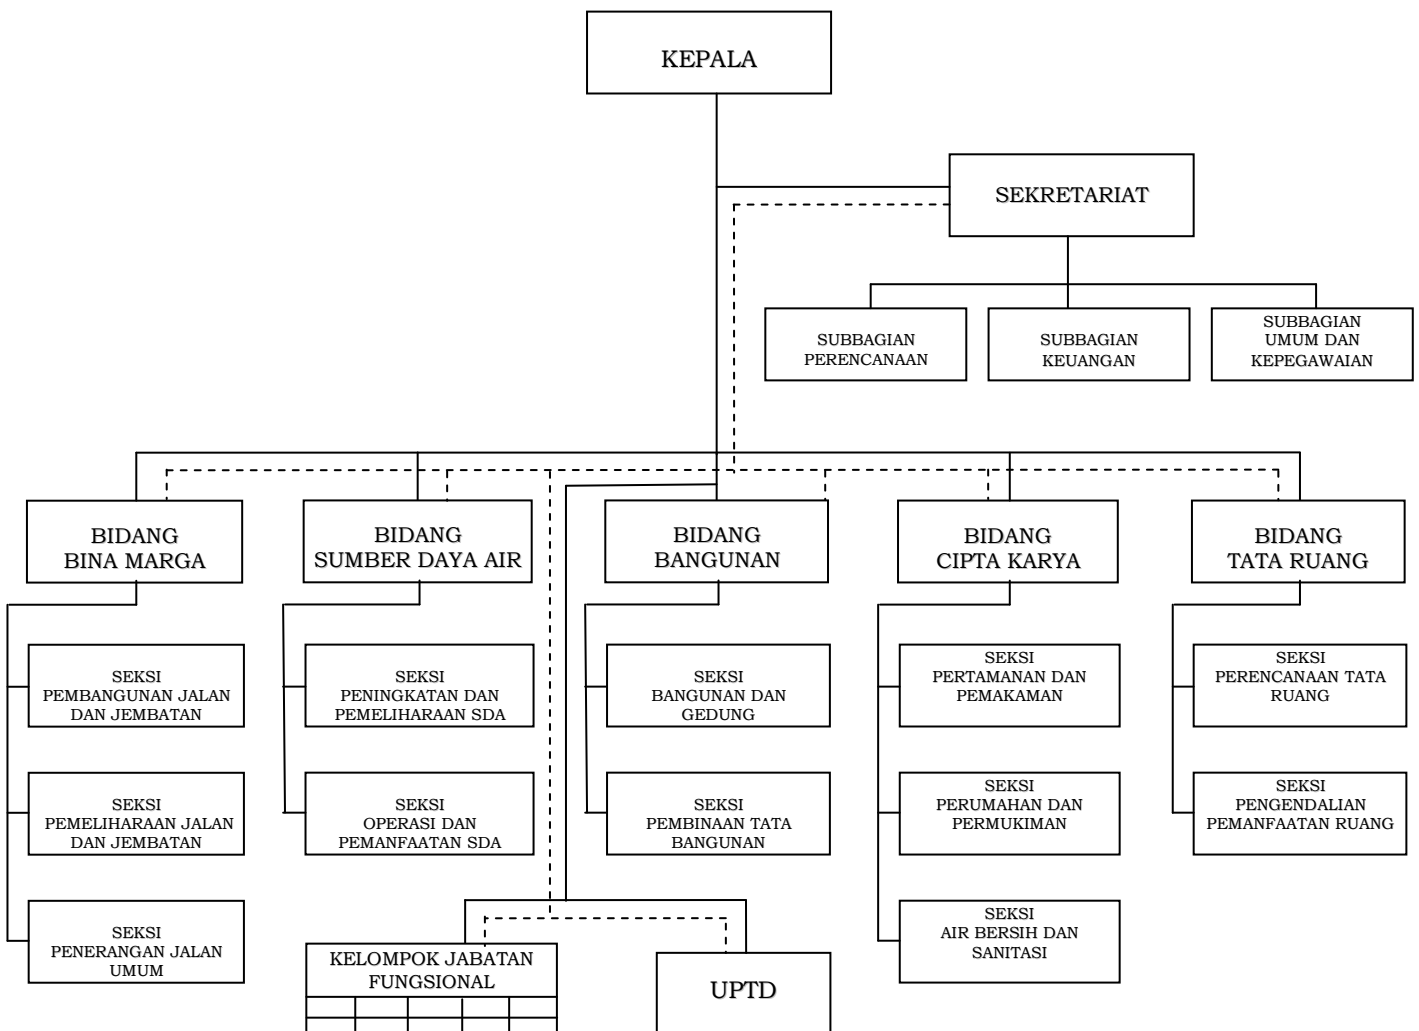 KEPALA
SEKRETARIAT
SUBBAGIAN
PERENCANAAN
SUBBAGIAN
KEUANGAN
SUBBAGIAN
UMUM DAN
KEPEGAWAIAN
BIDANG
BINA MARGA
BIDANG
SUMBER DAYA AIR
BIDANG
BANGUNAN
BIDANG
CIPTA KARYA
BIDANG
TATA RUANG
SEKSI
PEMBANGUNAN JALAN
DAN JEMBATAN
SEKSI
PENINGKATAN DAN
PEMELIHARAAN SDA
SEKSI
BANGUNAN DAN
GEDUNG
SEKSI
PERTAMANAN DAN
PEMAKAMAN
SEKSI
PERENCANAAN TATA
RUANG
SEKSI
PEMELIHARAAN JALAN
DAN JEMBATAN
SEKSI
OPERASI DAN
PEMANFAATAN SDA
SEKSI
PEMBINAAN TATA
BANGUNAN
SEKSI
PERUMAHAN DAN
PERMUKIMAN
SEKSI
PENGENDALIAN
PEMANFAATAN RUANG
SEKSI
PENERANGAN JALAN
UMUM
KELOMPOK JABATAN
FUNGSIONAL
UPTD
SEKSI
AIR BERSIH DAN
SANITASI